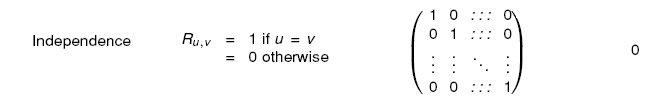 Independence R_{u,v} = 1 if u = v
= 0 otherwise
1 0 ::: 0
0 1 ::: 0
⋮ ⋮ ⋱ ⋮
0 0 ::: 1
0